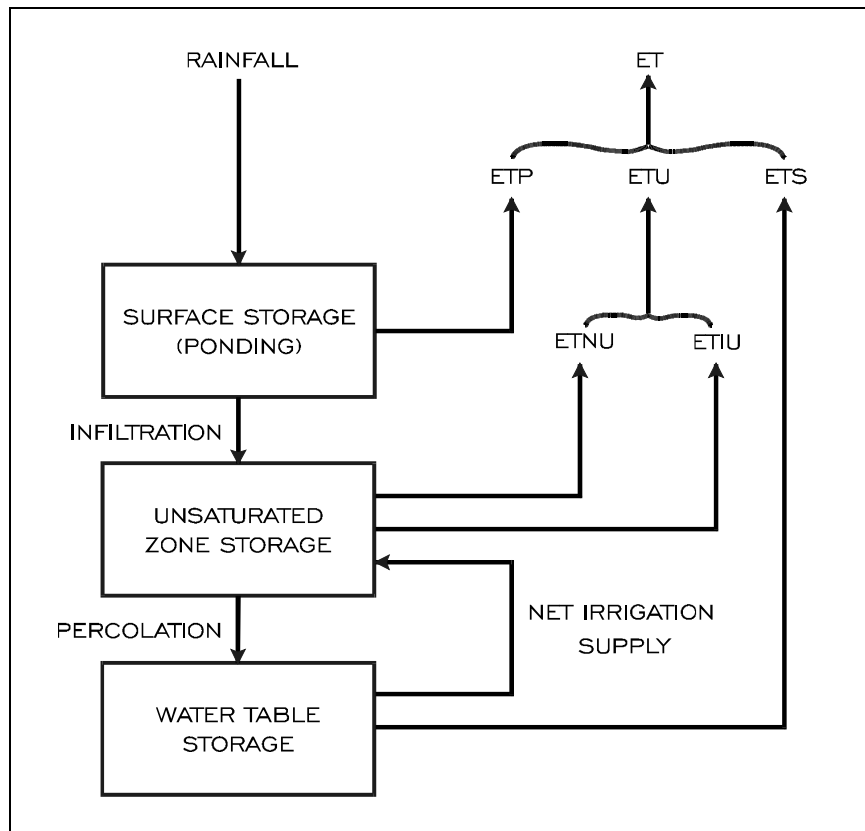 RAINFALL
ET
ETP
ETU
ETS
SURFACE STORAGE
(PONDING)
ETNU
ETIU
INFILTRATION
UNSATURATED
ZONE STORAGE
NET IRRIGATION
SUPPLY
PERCOLATION
WATER TABLE
STORAGE